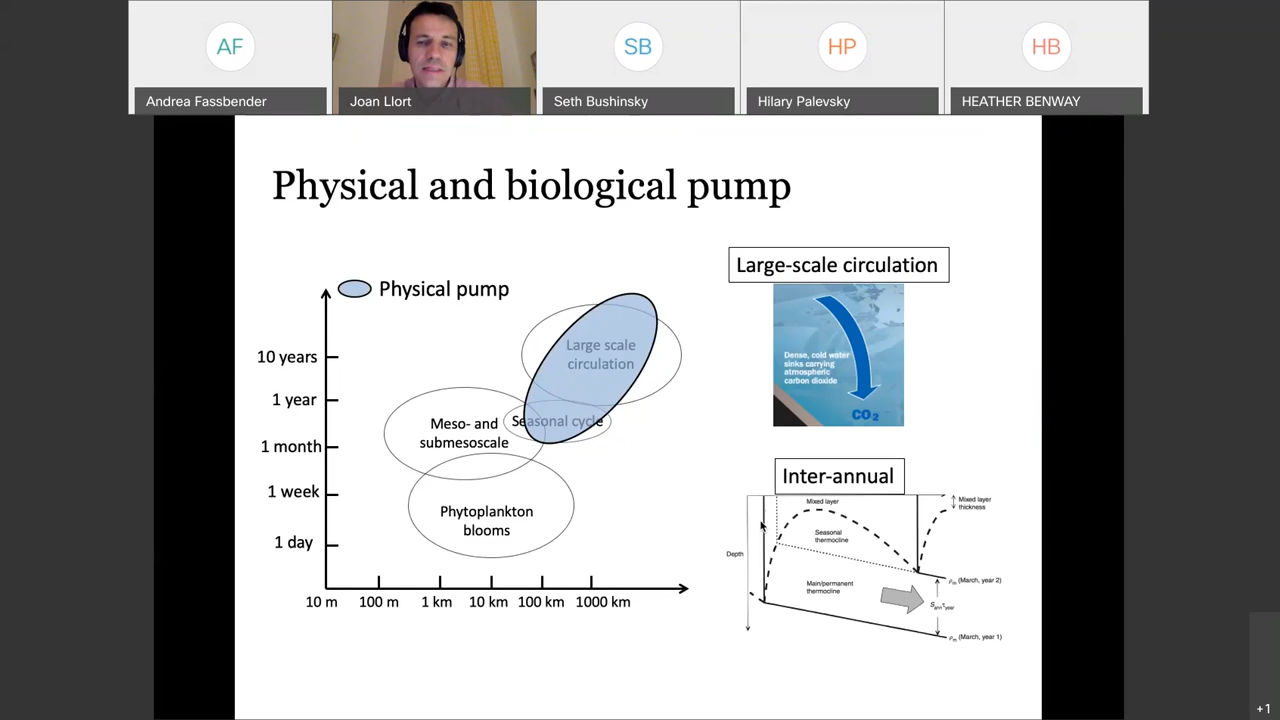 AF
SB
HP
HB
Andrea Fassbender
Joan Llort
Seth Bushinsky
Hilary Palevsky
HEATHER BENWAY
Physical and biological pump
Physical pump
10 years
1 year
1 month
1 week
1 day
10 m
100 m
1 km
10 km
100 km
1000 km
Large scale
circulation
Seasonal cycle
Meso- and
submesoscale
Phytoplankton
blooms
Large-scale circulation
Dense, cold water
sinks carrying
atmospheric
carbon dioxide
CO2
Inter-annual
Mixed layer
Mixed layer
thickness
Seasonal
thermocline
Depth
Main/permanent
thermocline
ρm (March, year 2)
Sann tyear
ρm (March, year 1)
+1